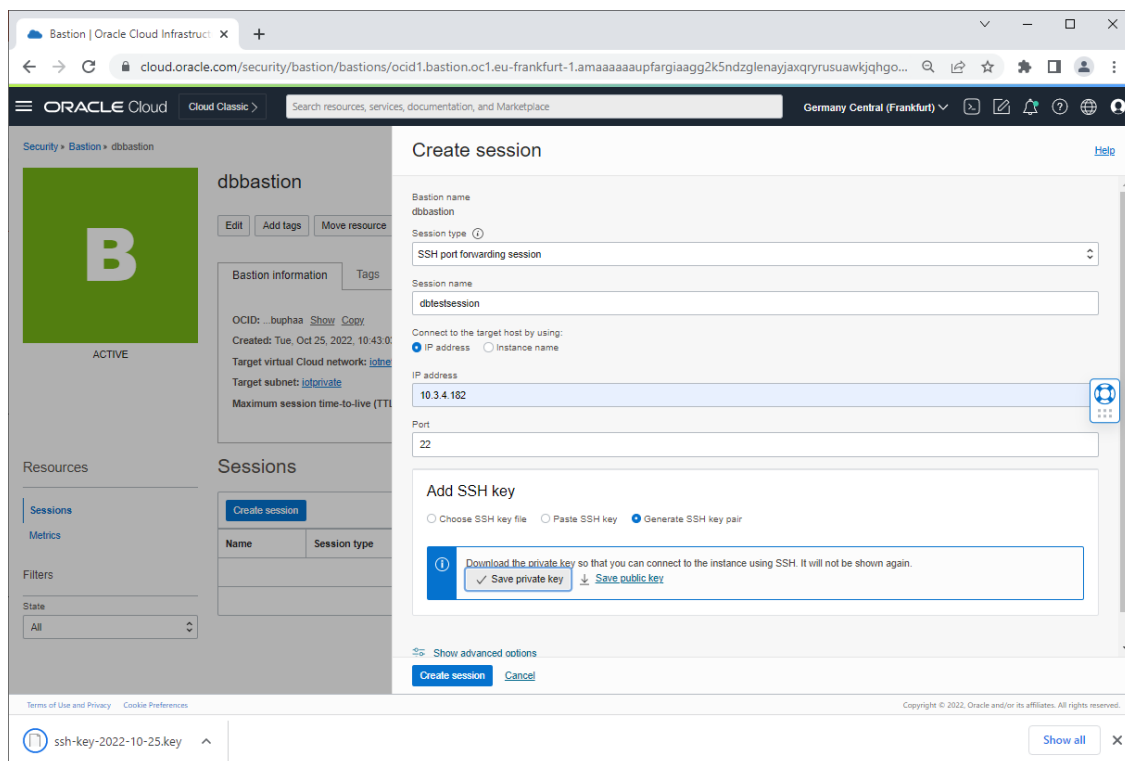 Bastion | Oracle Cloud Infrastruct
cloud.oracle.com/security/bastion/bastions/ocid1.bastion.oc1.eu-frankfurt-1.amaaaaaaupfargiaagg2k5ndzglenayjaxqryrusuawkjqhgo...
ORACLE Cloud
Cloud Classic >
Search resources, services, documentation, and Marketplace
Germany Central (Frankfurt)
Security » Bastion » dbbastion
B
ACTIVE
dbbastion
Edit
Add tags
Move resource
Bastion information
Tags
OCID: ...buphaa Show Copy
Created: Tue, Oct 25, 2022, 10:43:03
Target virtual Cloud network: iotne
Target subnet: iotprivate
Maximum session time-to-live (TTL
Resources
Sessions
Metrics
Filters
State
All
Sessions
Create session
Name
Session type
Create session
Help
Bastion name
dbbastion
Session type
SSH port forwarding session
Session name
dbtestsession
Connect to the target host by using:
IP address
Instance name
IP address
10.3.4.182
Port
22
Add SSH key
Choose SSH key file
Paste SSH key
Generate SSH key pair
Download the private key so that you can connect to the instance using SSH. It will not be shown again.
Save private key
Save public key
Show advanced options
Create session
Cancel
Terms of Use and Privacy
Cookie Preferences
Copyright © 2022, Oracle and/or its affiliates. All rights reserved.
ssh-key-2022-10-25.key
Show all